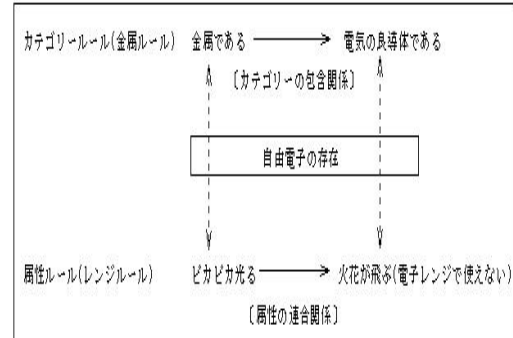 カテゴリールール(金属ルール) 金属である 電気の良導体である
〔カテゴリーの包含関係〕
自由電子の存在
属性ルール(レンジルール) ピカピカ光る 火花が飛ぶ(電子レンジで使えない)
〔属性の連合関係〕